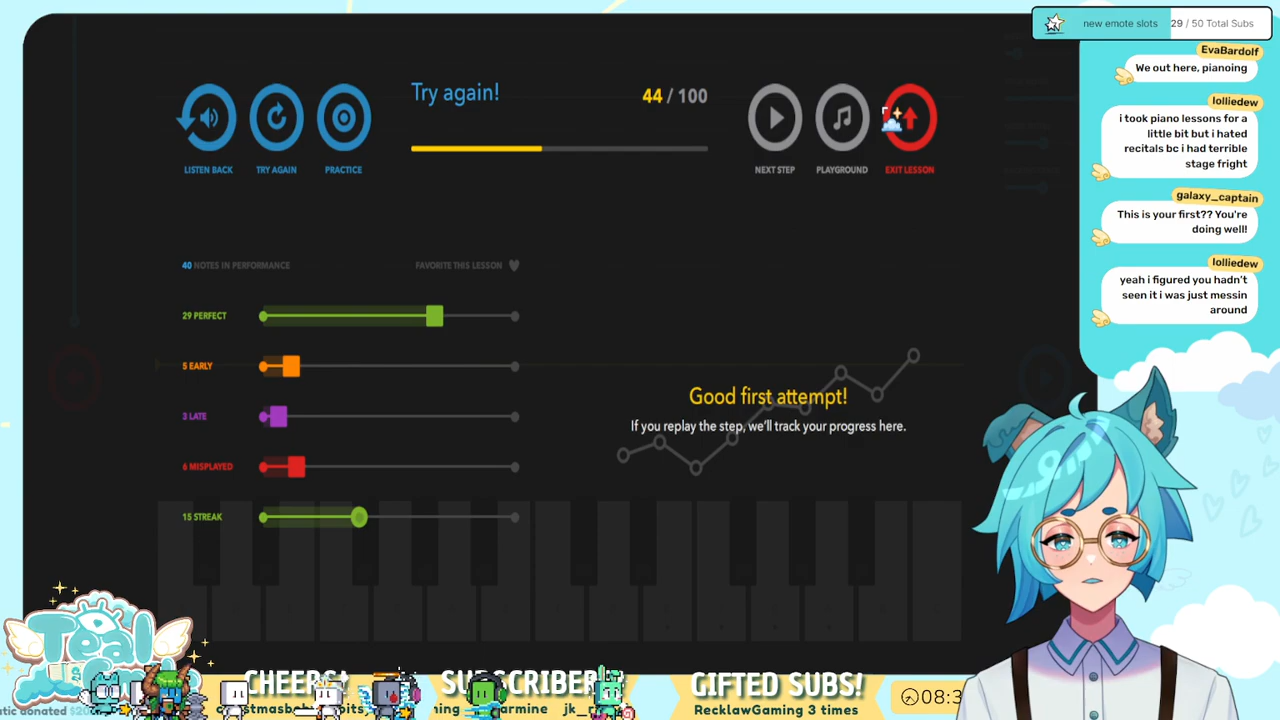 new emote slots 29 / 50 Total Subs
EvaBardolf
We out here, pianoing
lolliedew
i took piano lessons for a
little bit but i hated
recitals bc i had terrible
stage fright
galaxy_captain
This is your first?? You're
doing well!
lolliedew
yeah i figured you hadn't
seen it i was just messin
around
Try again!
44 / 100
LISTEN BACK
TRY AGAIN
PRACTICE
NEXT STEP
PLAYGROUND
EXIT LESSON
40 NOTES IN PERFORMANCE
FAVORITE THIS LESSON
29 PERFECT
5 EARLY
3 LATE
6 MISPLAYED
15 STREAK
Good first attempt!
If you replay the step, we'll track your progress here.
Teal
CHEERS!
GIFTED SUBS!
RecklawGaming 3 times
08:3